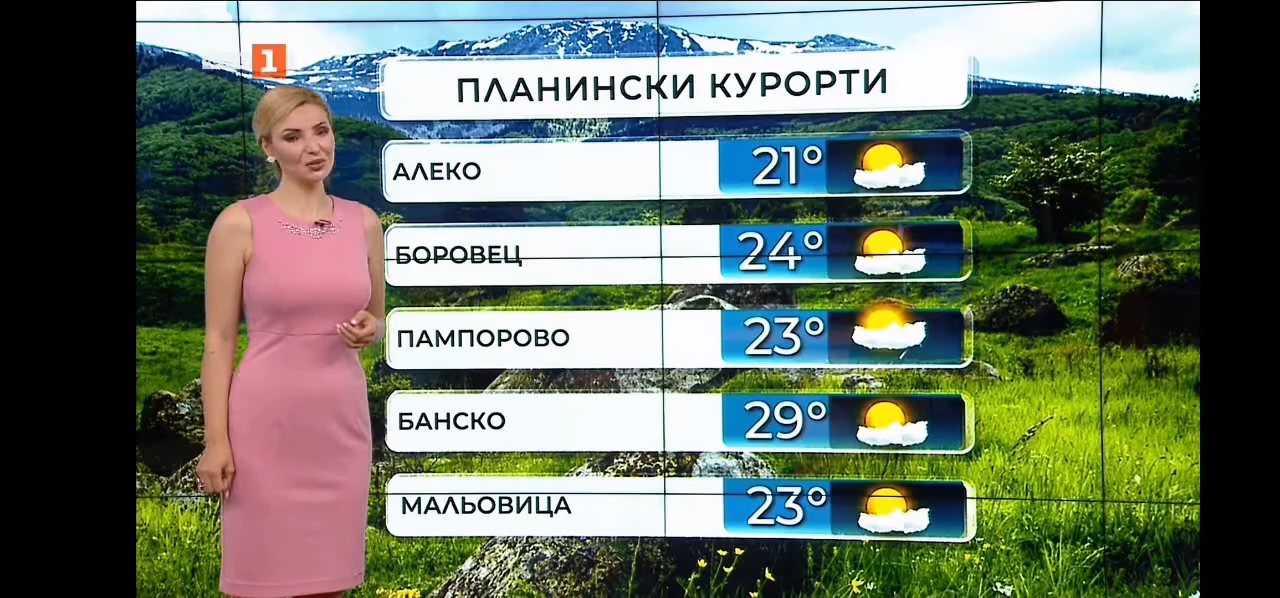 1
ПЛАНИНСКИ КУРОРТИ
АЛЕКО 21°
БОРОВЕЦ 24°
ПАМПОРОВО 23°
БАНСКО 29°
МАЛЬОВИЦА 23°